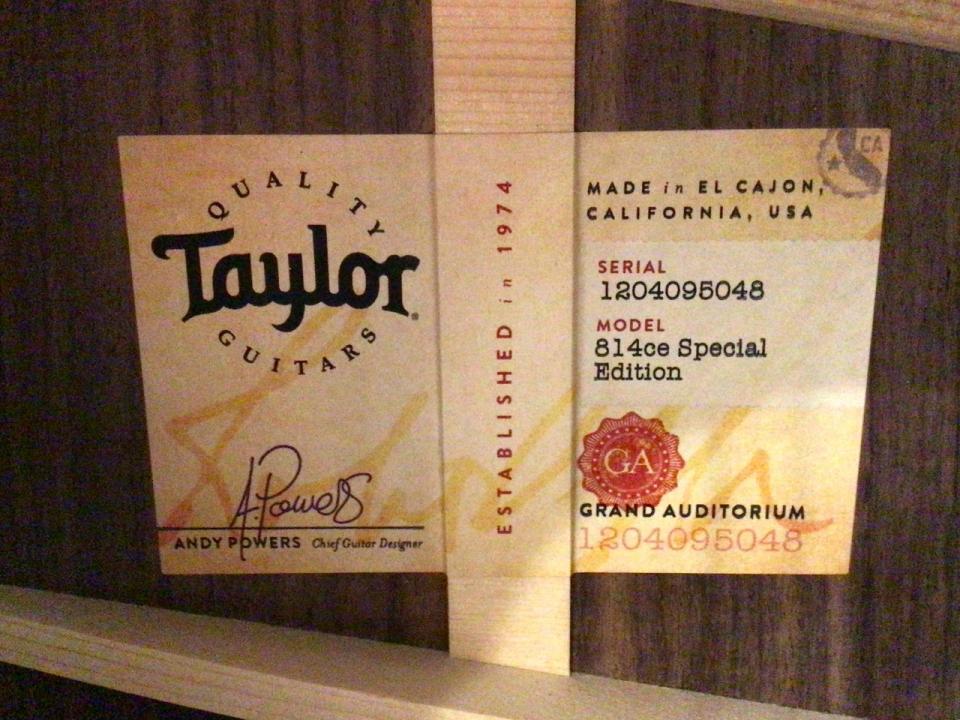 QUALITY
Taylor
GUITARS
A. Powers
ANDY POWERS Chief Guitar Designer
ESTABLISHED in 1974
CA
MADE in EL CAJON,
CALIFORNIA, USA
SERIAL
1204095048
MODEL
814ce Special
Edition
GA
GRAND AUDITORIUM
1204095048